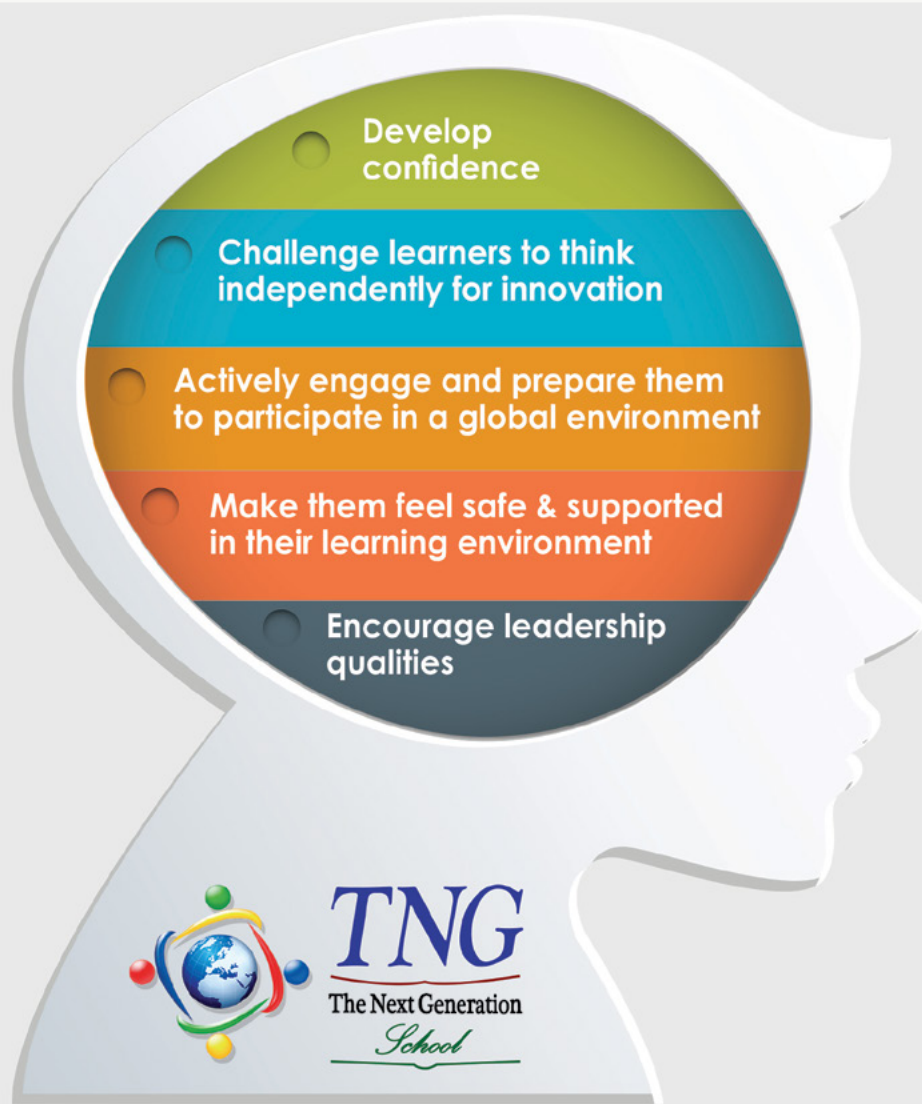 Develop
confidence
Challenge learners to think
independently for innovation
Actively engage and prepare them
to participate in a global environment
Make them feel safe & supported
in their learning environment
Encourage leadership
qualities
TNG
The Next Generation
School